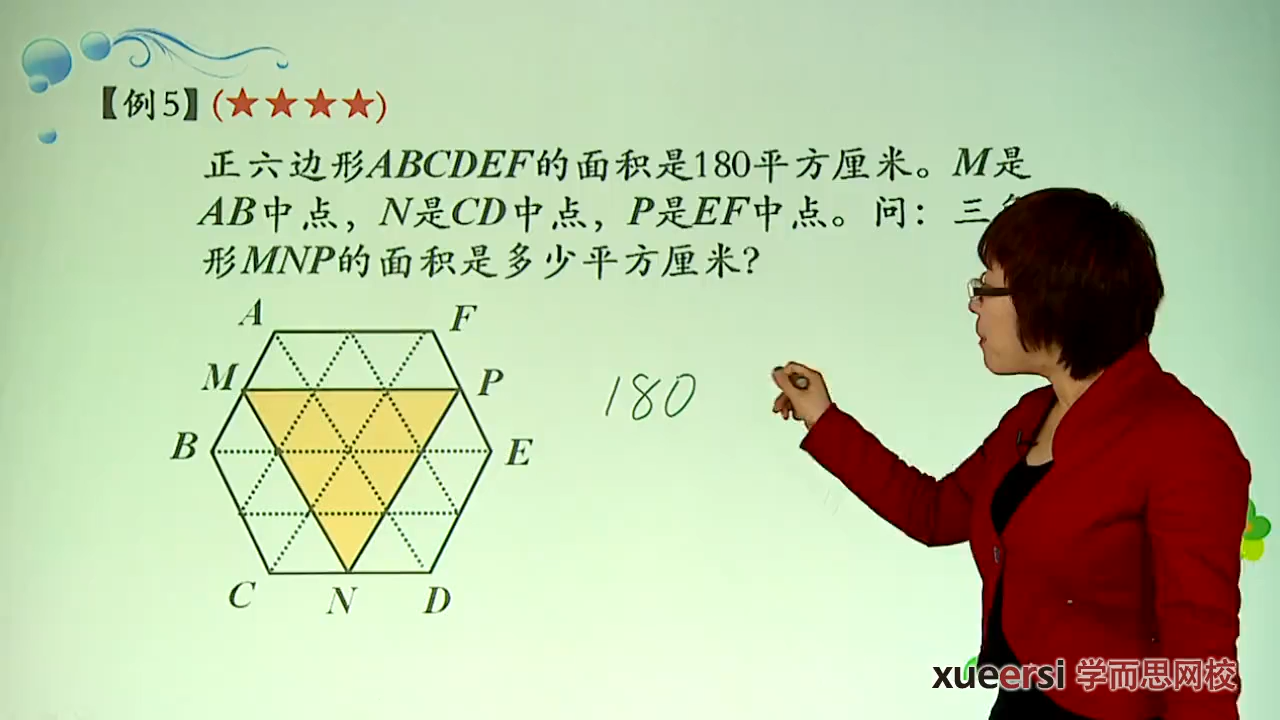 【例5】(★★★★)
正六边形ABCDEF的面积是180平方厘米。M是
AB中点，N是CD中点，P是EF中点。问：三
形MNP的面积是多少平方厘米？
A
F
M
P
180
B
E
C
N
D
xueersi 学而思网校